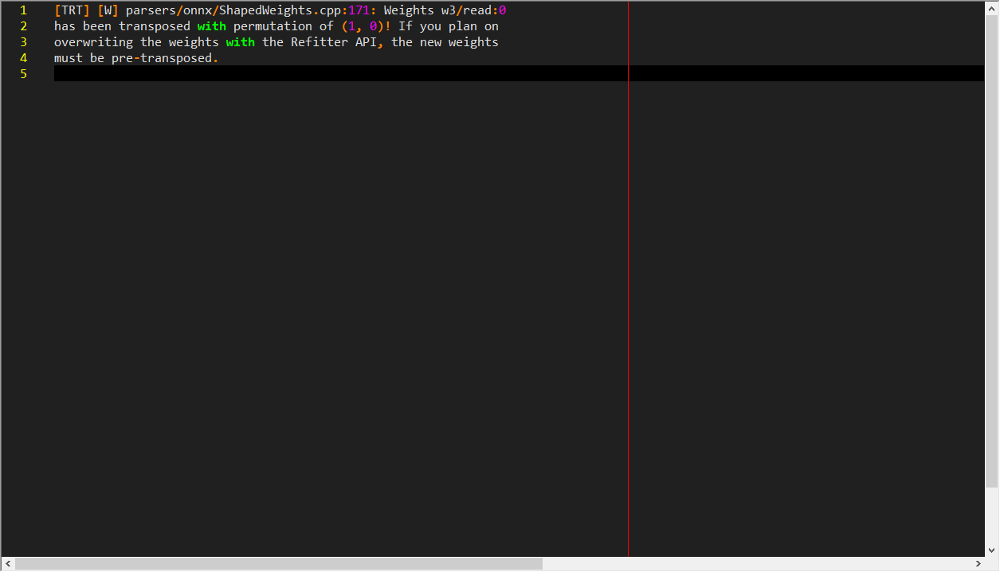 1 [TRT] [W] parsers/onnx/ShapedWeights.cpp:171: Weights w3/read:0
2 has been transposed with permutation of (1, 0)! If you plan on
3 overwriting the weights with the Refitter API, the new weights
4 must be pre-transposed.
5